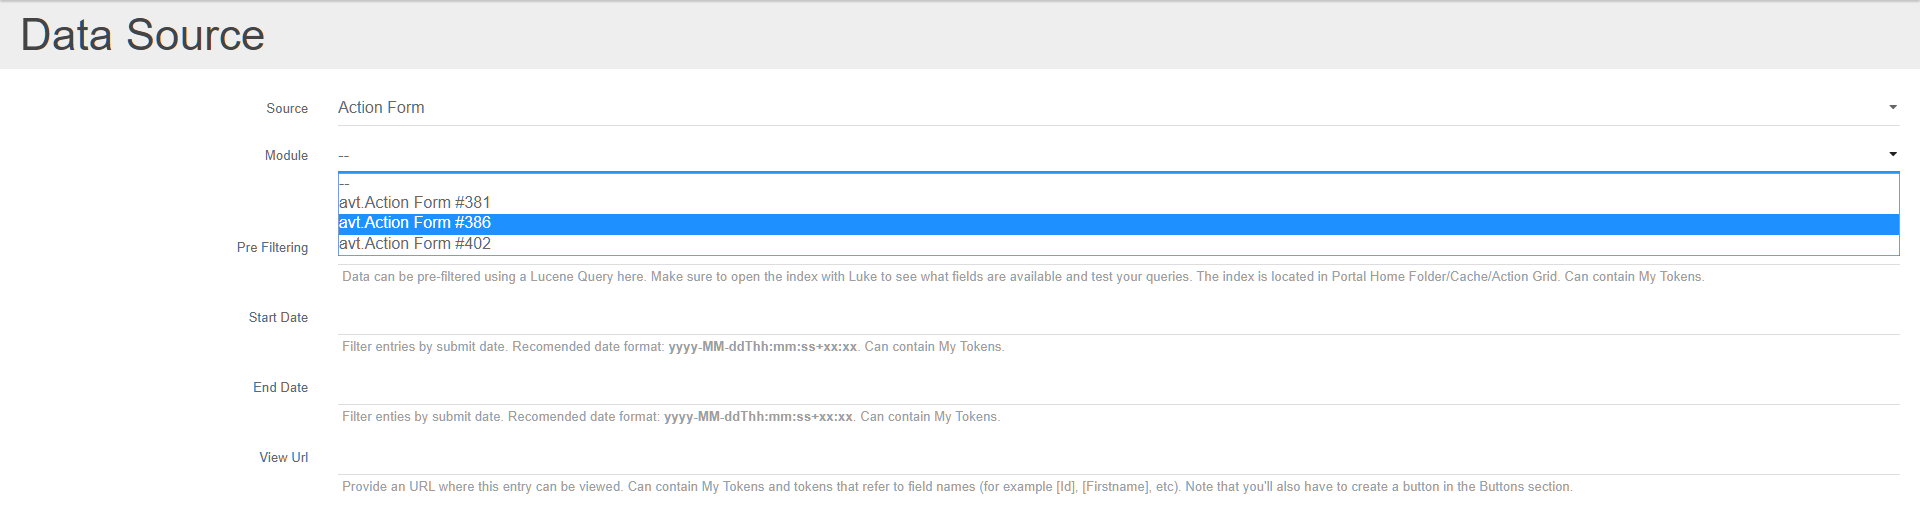 Data Source
Source
Action Form
Module
--
--
avt.Action Form #381
avt.Action Form #386
avt.Action Form #402
Pre Filtering
Data can be pre-filtered using a Lucene Query here. Make sure to open the index with Luke to see what fields are available and test your queries. The index is located in Portal Home Folder/Cache/Action Grid. Can contain My Tokens.
Start Date
Filter entries by submit date. Recomended date format: yyyy-MM-ddThh:mm:ss+xx:xx. Can contain My Tokens.
End Date
Filter enties by submit date. Recomended date format: yyyy-MM-ddThh:mm:ss+xx:xx. Can contain My Tokens.
View Url
Provide an URL where this entry can be viewed. Can contain My Tokens and tokens that refer to field names (for example [Id], [Firstname], etc). Note that you'll also have to create a button in the Buttons section.